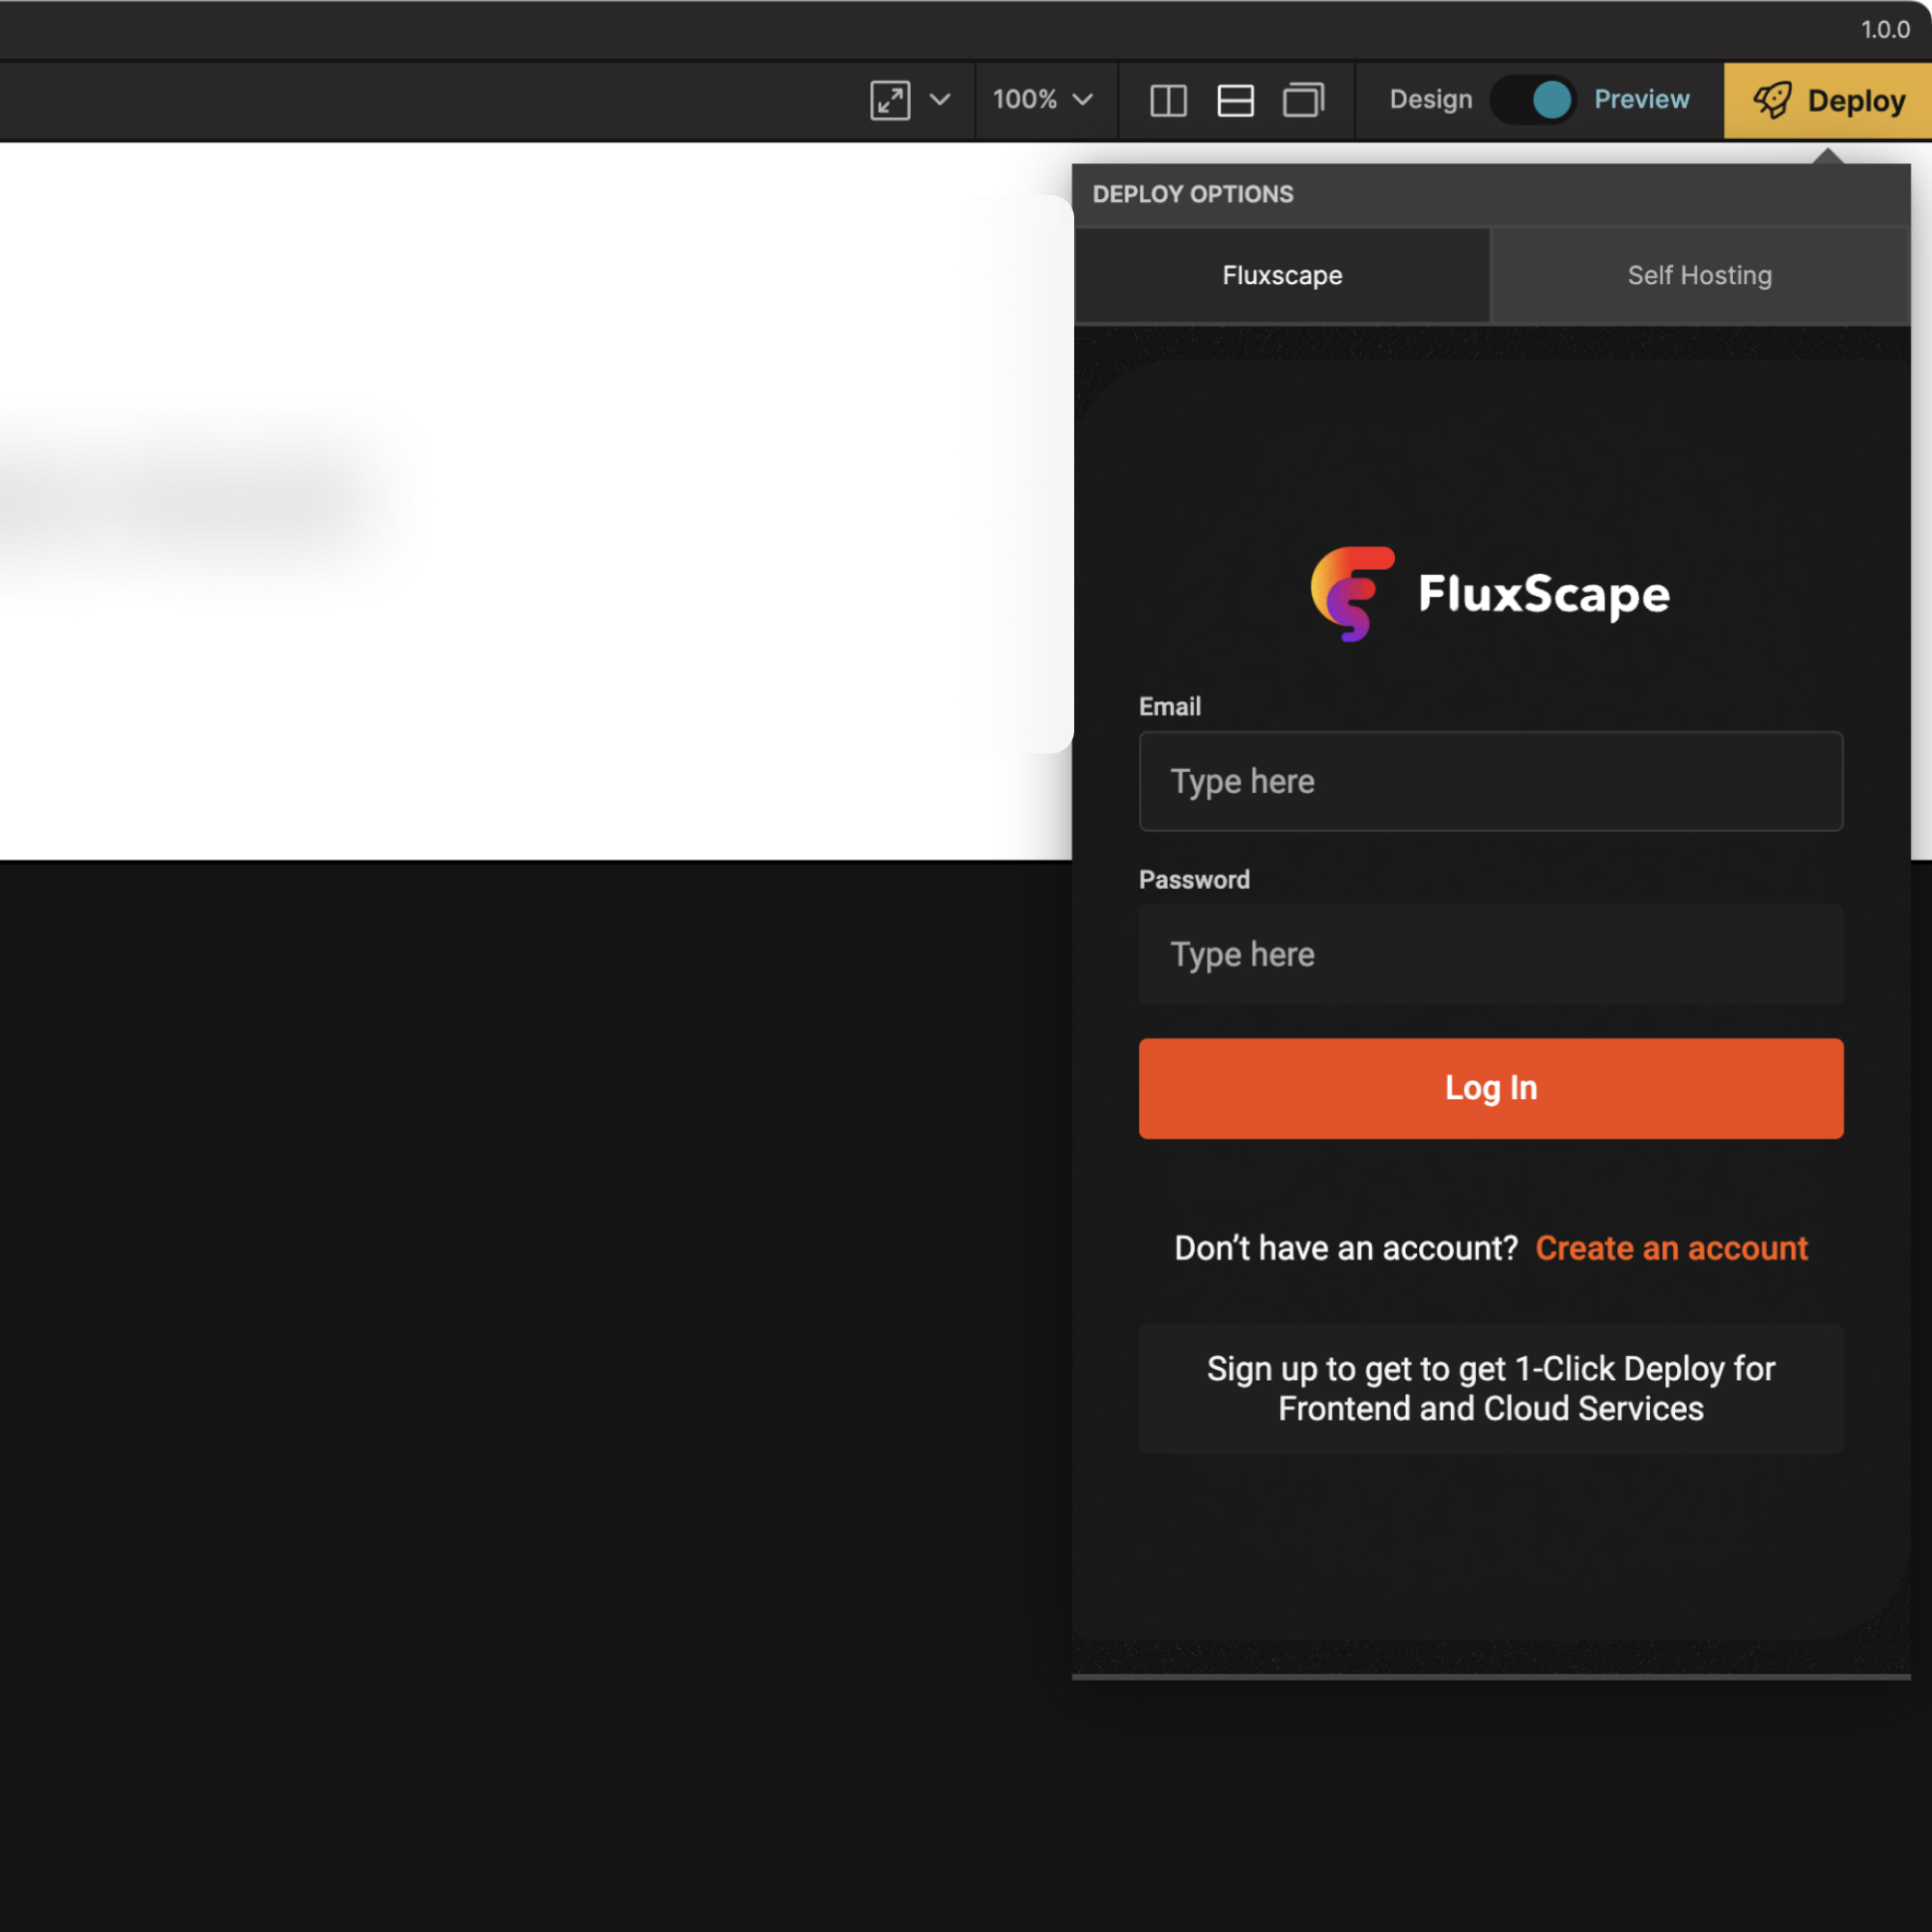 1.0.0
100%
Design
Preview
Deploy
DEPLOY OPTIONS
Fluxscape
Self Hosting
FluxScape
Email
Type here
Password
Type here
Log In
Don’t have an account? Create an account
Sign up to get to get 1-Click Deploy for
Frontend and Cloud Services